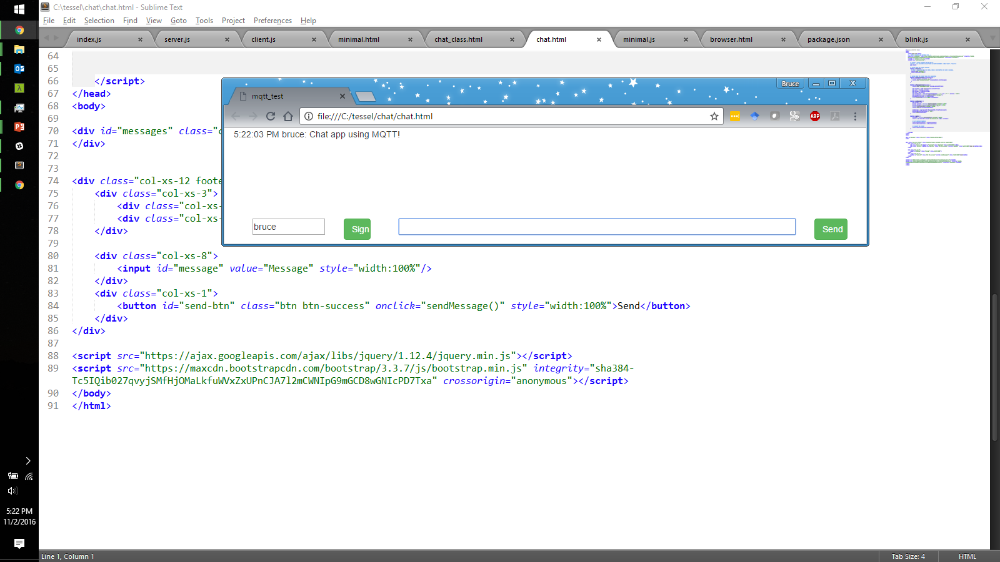 C:\tessel\chat\chat.html - Sublime Text
File Edit Selection Find View Goto Tools Project Preferences Help
index.js server.js client.js minimal.html chat_class.html chat.html minimal.js browser.html package.json blink.js
64
65
66 </script>
67 </head>
68 <body>
69
70 <div id="messages" class="c
71 </div>
72
73
74 <div class="col-xs-12 foote
75 <div class="col-xs-3">
76 <div class="col-xs-
77 <div class="col-xs-
78 </div>
79
80 <div class="col-xs-8">
81 <input id="message" value="Message" style="width:100%"/>
82 </div>
83 <div class="col-xs-1">
84 <button id="send-btn" class="btn btn-success" onclick="sendMessage()" style="width:100%">Send</button>
85 </div>
86 </div>
87
88 <script src="https://ajax.googleapis.com/ajax/libs/jquery/1.12.4/jquery.min.js"></script>
89 <script src="https://maxcdn.bootstrapcdn.com/bootstrap/3.3.7/js/bootstrap.min.js" integrity="sha384-
Tc5IQib027qvyjSMfHjOMaLkfuWVxZxUPnCJA7l2mCWNIpG9mGCD8wGNIcPD7Txa" crossorigin="anonymous"></script>
90 </body>
91 </html>
Bruce
mqtt_test
file:///C:/tessel/chat/chat.html
ABP
5:22:03 PM bruce: Chat app using MQTT!
bruce Sign Send
5:22 PM
11/2/2016
Line 1, Column 1 Tab Size: 4 HTML